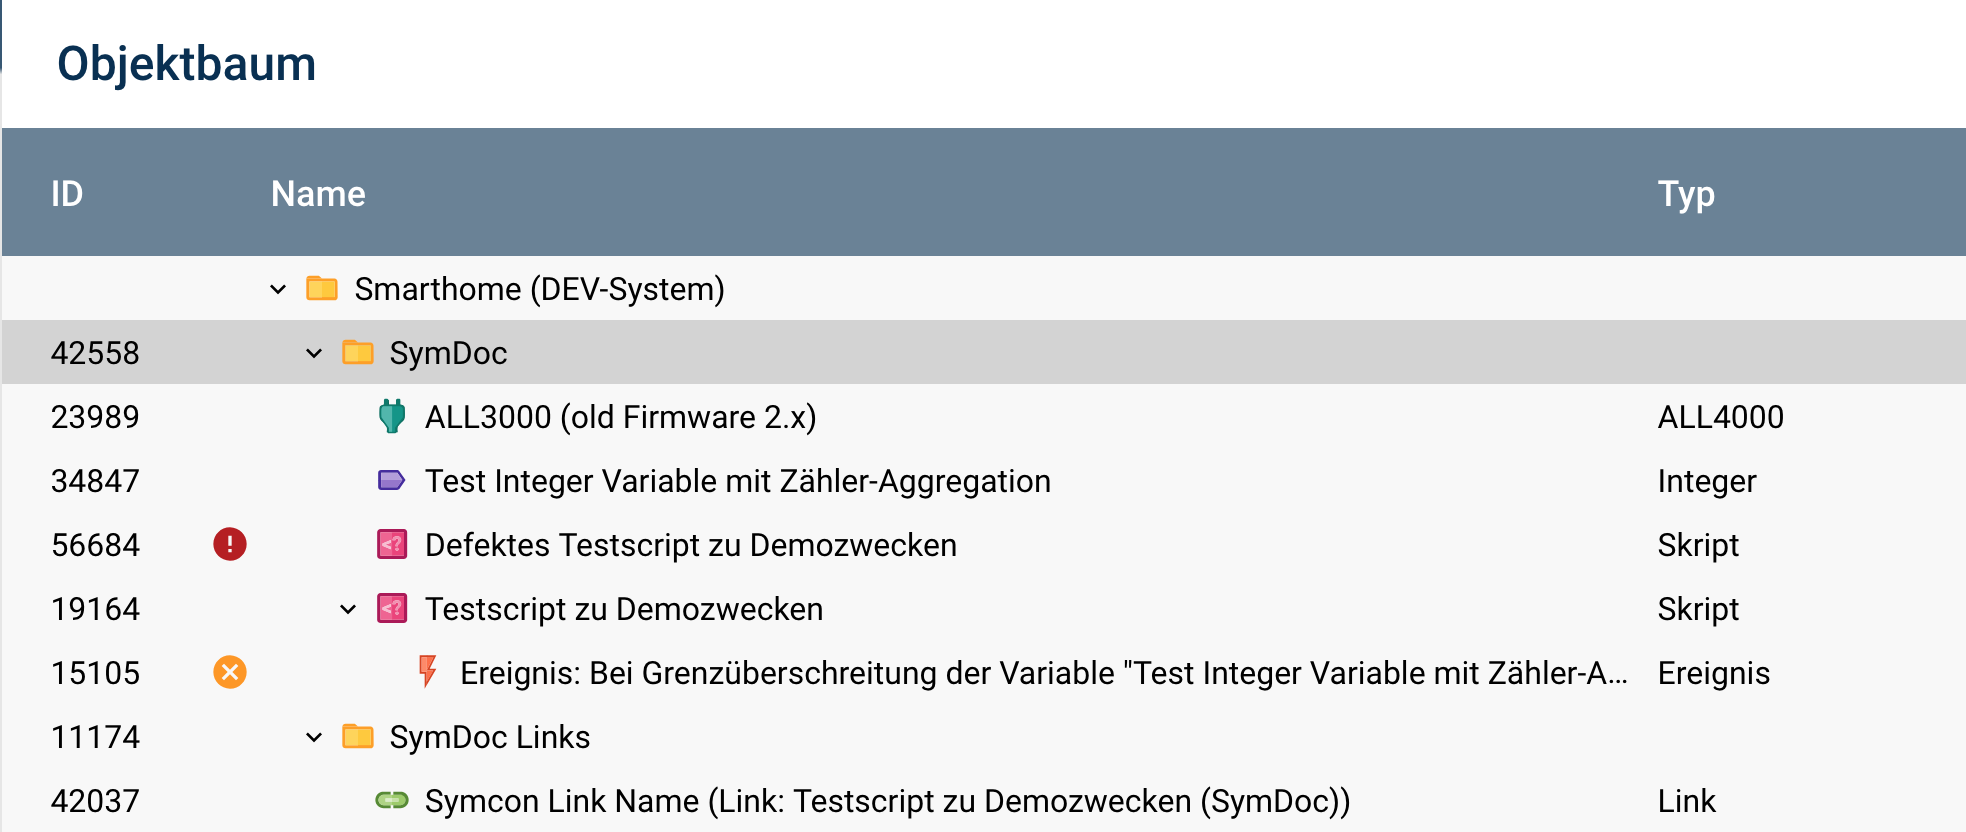 Objektbaum
ID Name Typ
Smarthome (DEV-System)
42558 SymDoc
23989 ALL3000 (old Firmware 2.x) ALL4000
34847 Test Integer Variable mit Zähler-Aggregation Integer
56684 Defektes Testscript zu Demozwecken Skript
19164 Testscript zu Demozwecken Skript
15105 Ereignis: Bei Grenzüberschreitung der Variable "Test Integer Variable mit Zähler-A... Ereignis
11174 SymDoc Links
42037 Symcon Link Name (Link: Testscript zu Demozwecken (SymDoc)) Link